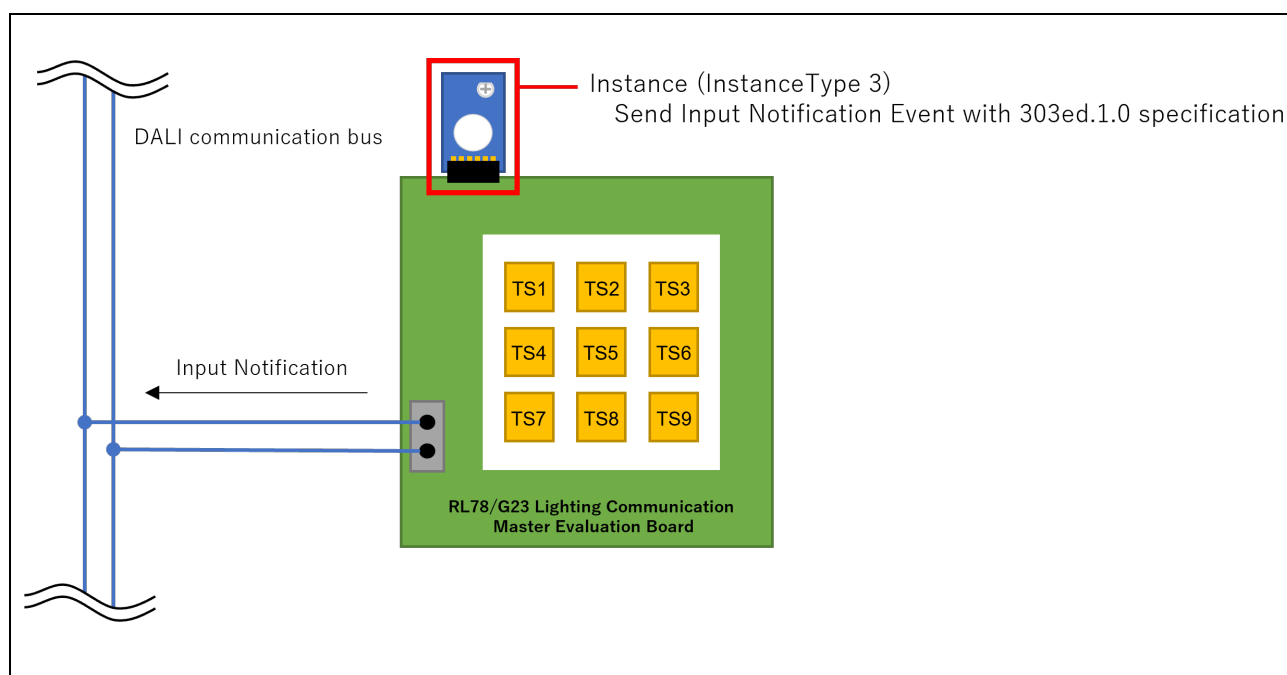 Instance (InstanceType 3)
Send Input Notification Event with 303ed.1.0 specification
DALI communication bus
TS1 TS2 TS3
TS4 TS5 TS6
Input Notification
TS7 TS8 TS9
RL78/G23 Lighting Communication
Master Evaluation Board